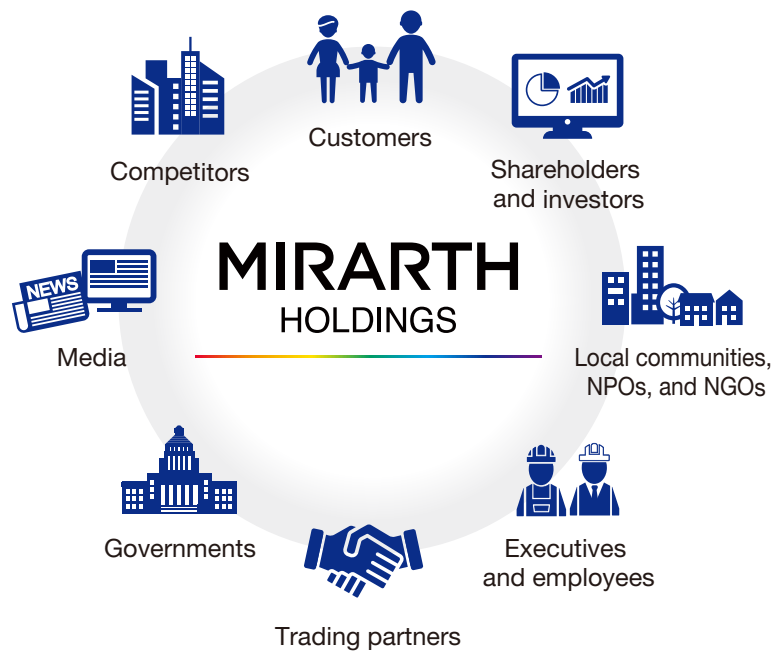 Customers
Competitors
Shareholders
and investors
MIRARTH
HOLDINGS
NEWS
Media
Local communities,
NPOs, and NGOs
Governments
Executives
and employees
Trading partners